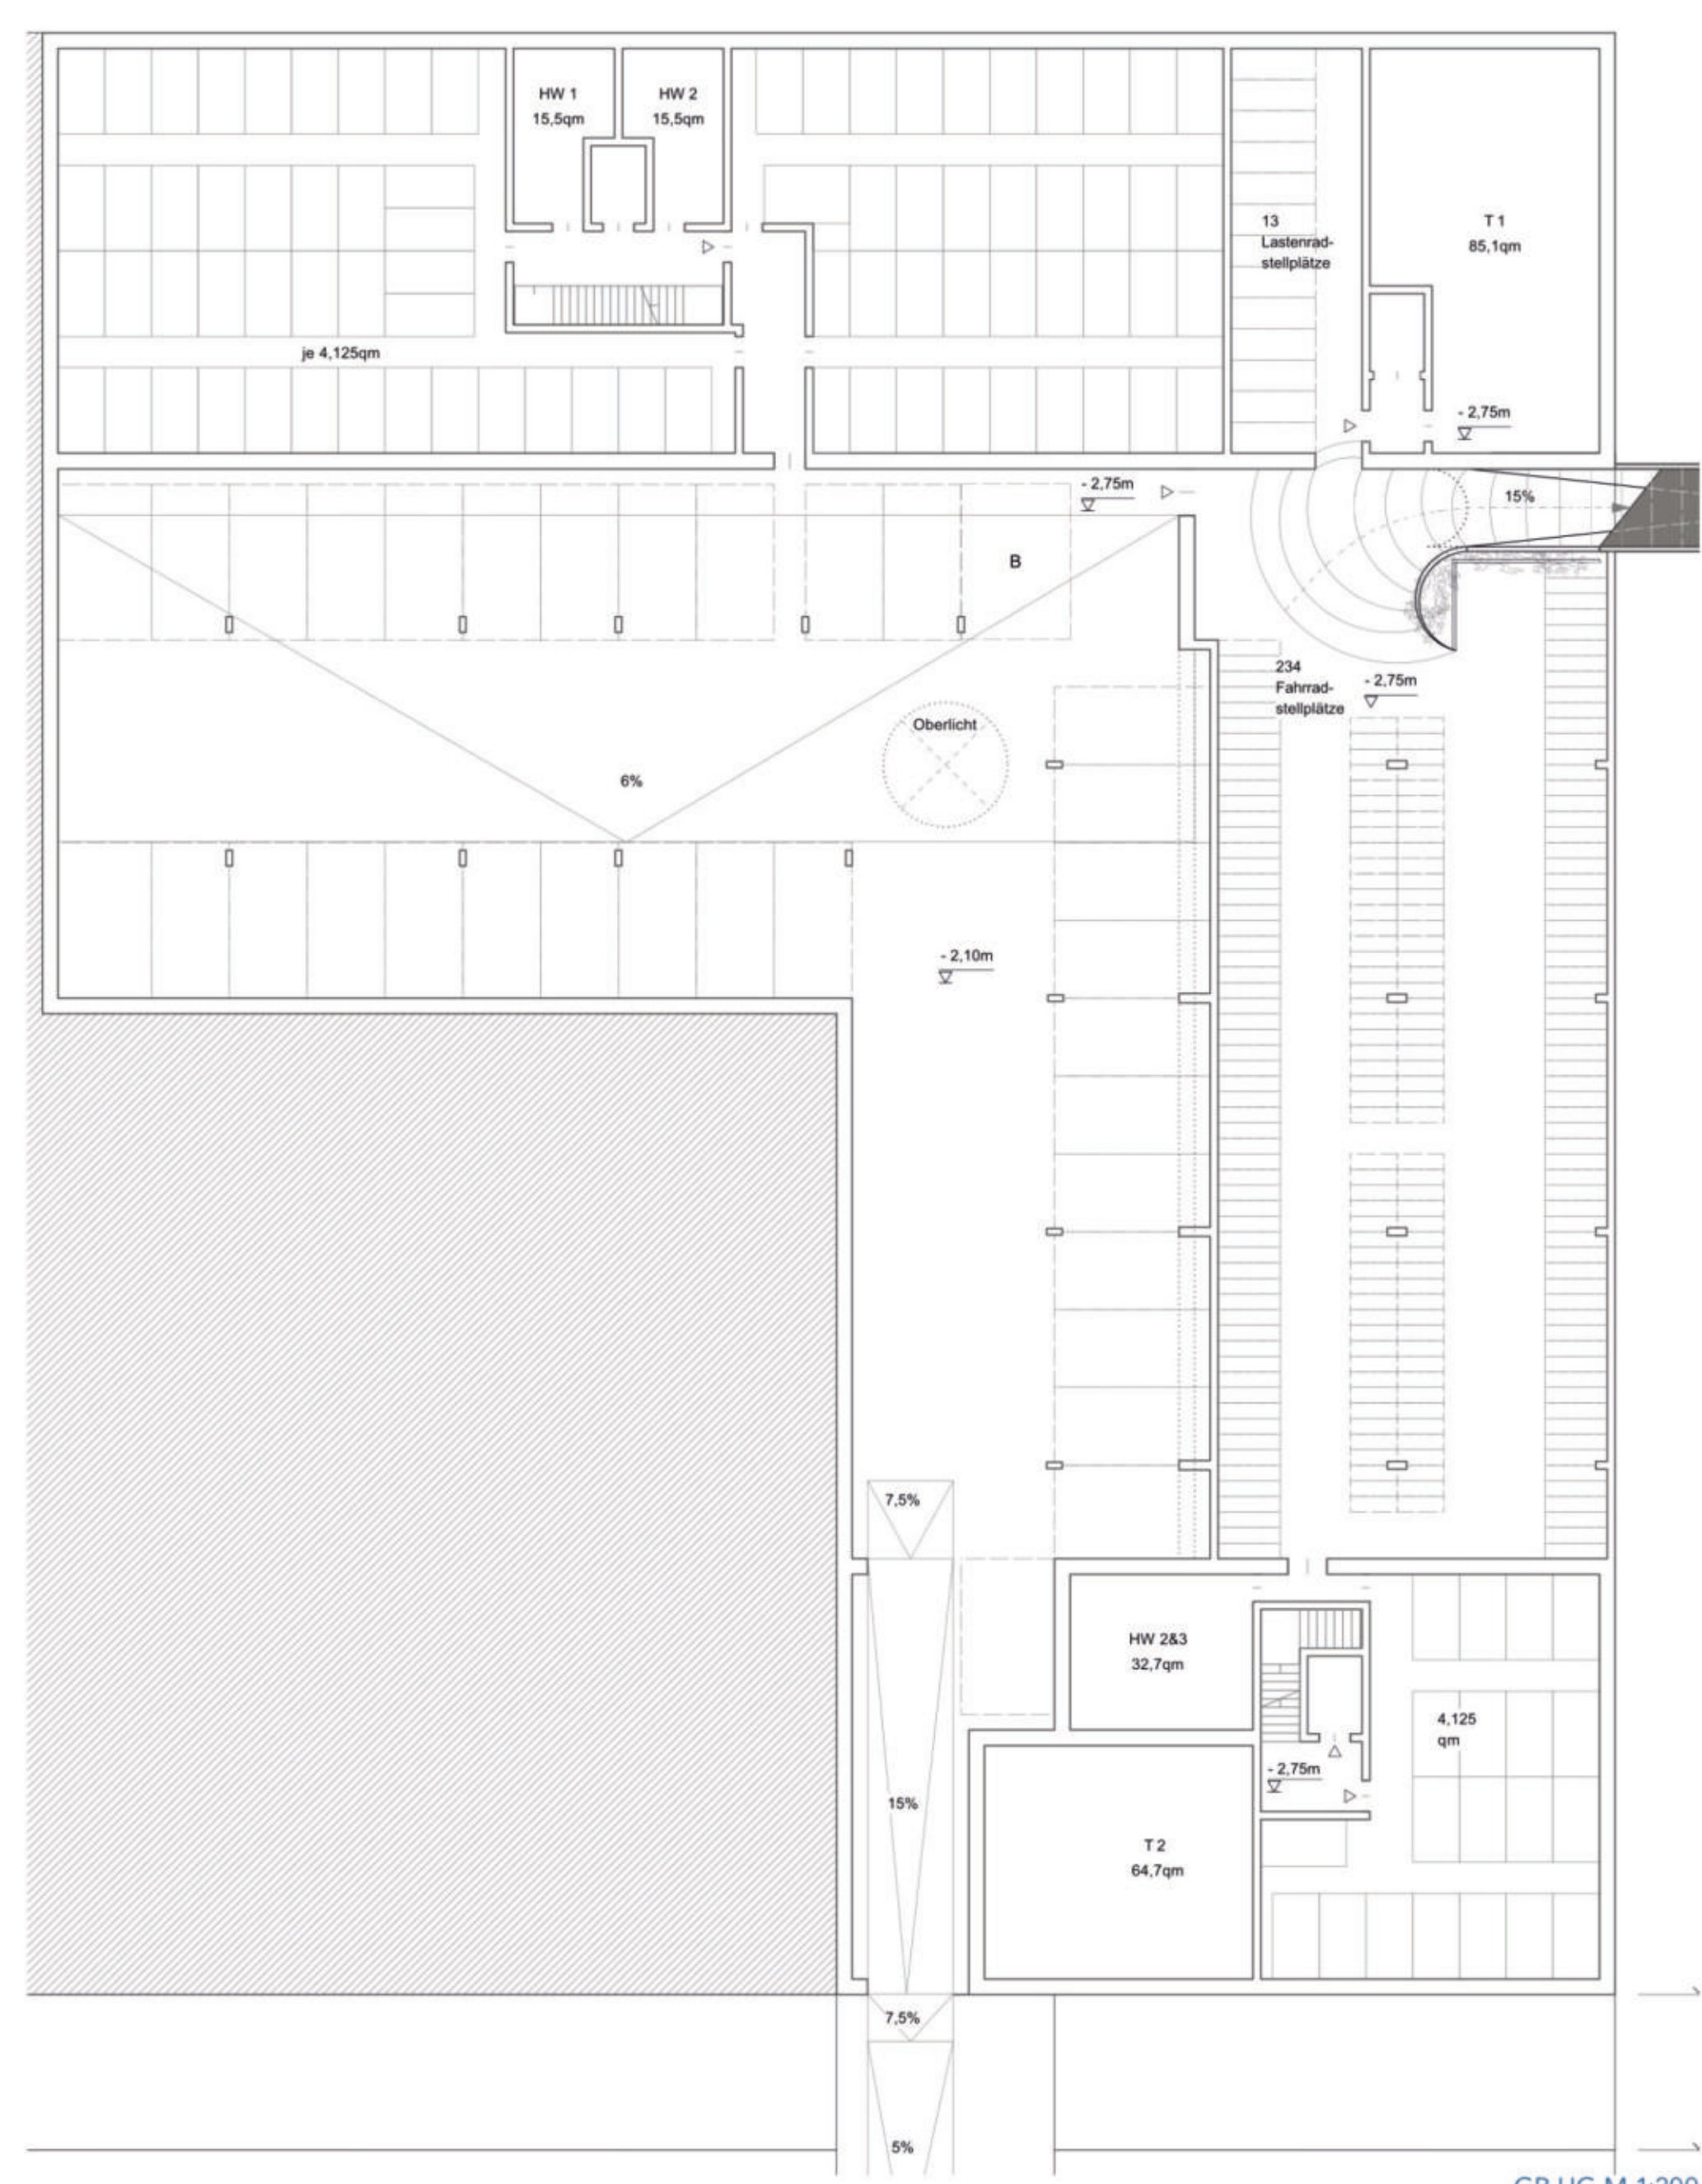 HW 1
15,5qm
HW 2
15,5qm
13
Lastenrad-
stellplätze
T 1
85,1qm
je 4,125qm
- 2,75m
- 2,75m
15%
B
234
Fahrrad-
stellplätze
- 2,75m
Oberlicht
6%
- 2,10m
7,5%
HW 2&3
32,7qm
4,125
qm
- 2,75m
15%
T 2
64,7qm
7,5%
5%